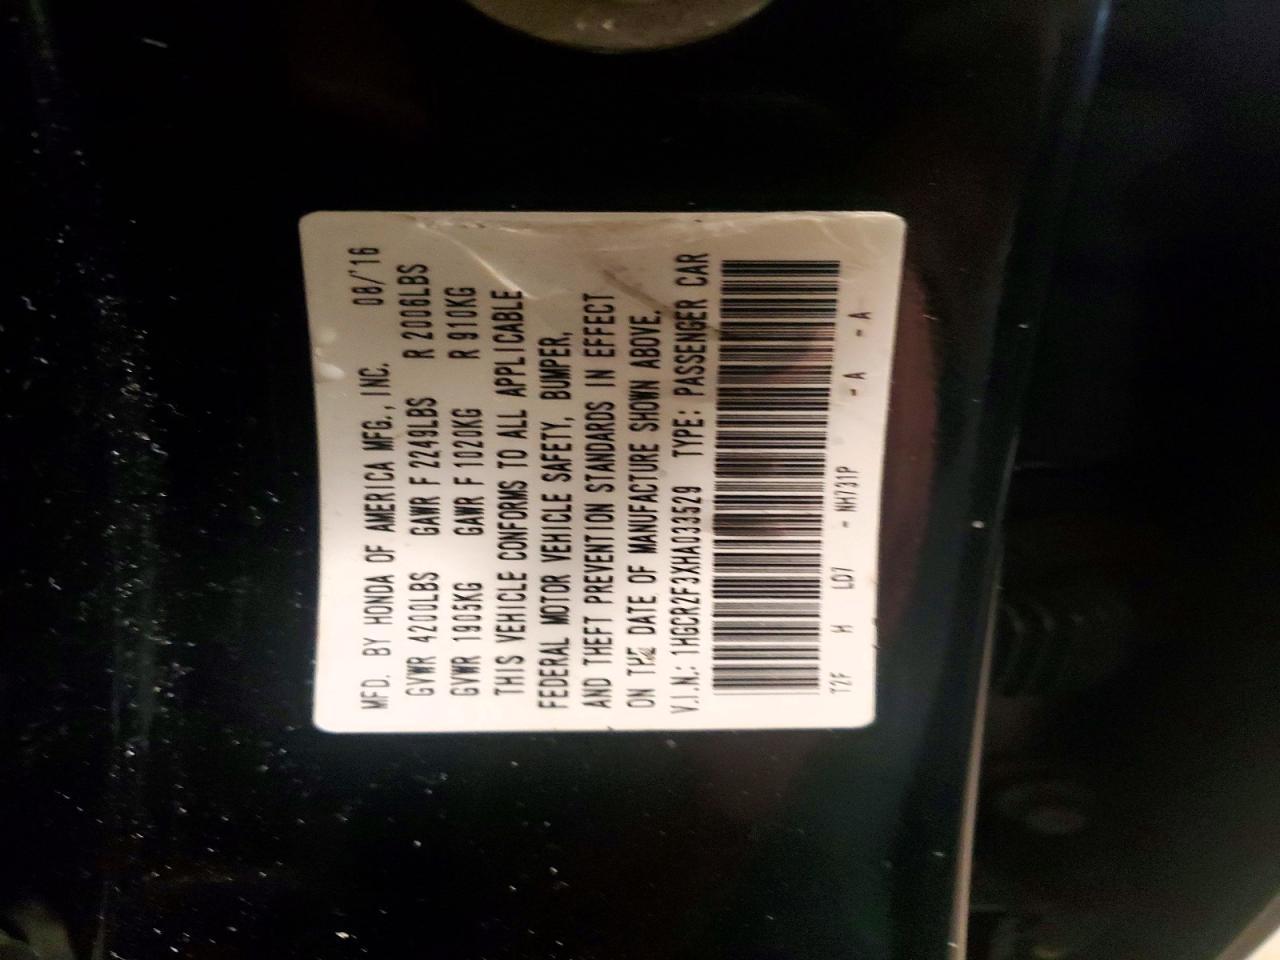 MFD. BY HONDA OF AMERICA MFG., INC. 08/'16
GVWR 4200LBS GAWR F 2249LBS R 2006LBS
GVWR 1905KG GAWR F 1020KG R 910KG
THIS VEHICLE CONFORMS TO ALL APPLICABLE
FEDERAL MOTOR VEHICLE SAFETY, BUMPER,
AND THEFT PREVENTION STANDARDS IN EFFECT
ON THE DATE OF MANUFACTURE SHOWN ABOVE.
V.I.N.: 1HGCR2F3XHA033529 TYPE: PASSENGER CAR
T2F H L07 - NH731P - A - A